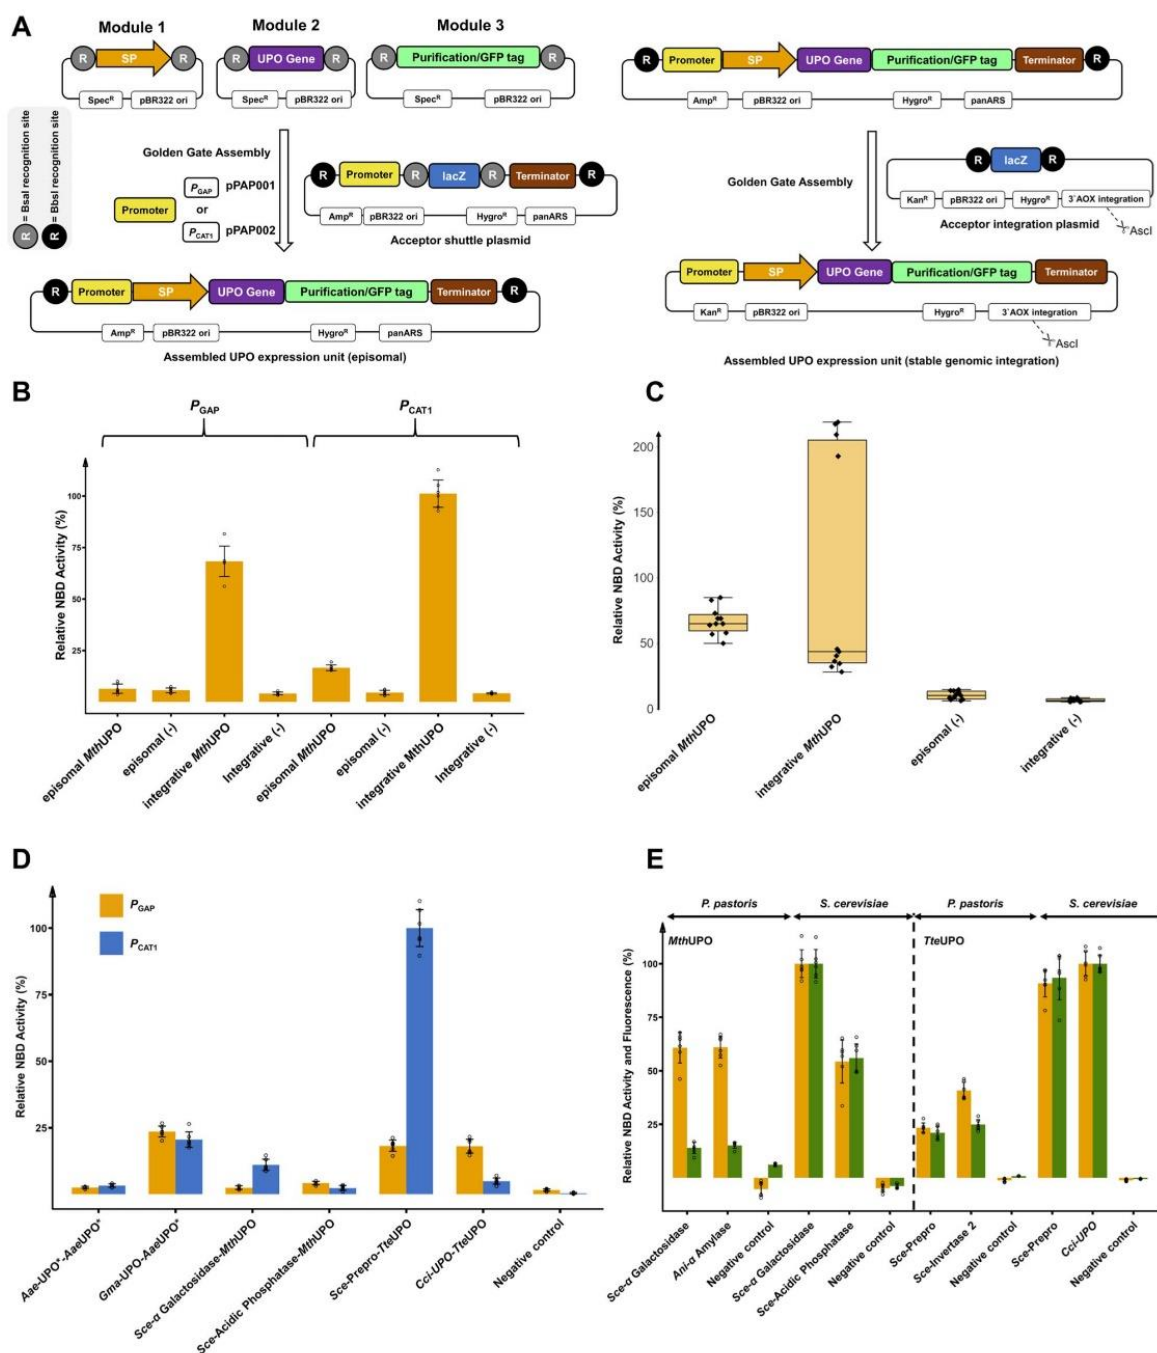 A
Module 1
Module 2
Module 3
R SP R
R UPO Gene R
R Purification/GFP tag R
Spec^R pBR322 ori
Spec^R pBR322 ori
Spec^R pBR322 ori
R = BsaI recognition site
R = BbsI recognition site
Golden Gate Assembly
Promoter
P_GAP pPAP001
or
P_CAT1 pPAP002
R Promoter R lacZ R Terminator R
Amp^R pBR322 ori Hygro^R panARS
Acceptor shuttle plasmid
R Promoter SP UPO Gene Purification/GFP tag Terminator R
Amp^R pBR322 ori Hygro^R panARS
Assembled UPO expression unit (episomal)
R Promoter SP UPO Gene Purification/GFP tag Terminator R
Amp^R pBR322 ori Hygro^R panARS
Golden Gate Assembly
R lacZ R
Kan^R pBR322 ori Hygro^R 3`AOX integration
Acceptor integration plasmid
AscI
Promoter SP UPO Gene Purification/GFP tag Terminator
Kan^R pBR322 ori Hygro^R 3`AOX integration
AscI
Assembled UPO expression unit (stable genomic integration)
B
P_GAP
P_CAT1
Relative NBD Activity (%)
100
75
50
25
episomal MthUPO
episomal (-)
integrative MthUPO
Integrative (-)
episomal MthUPO
episomal (-)
integrative MthUPO
Integrative (-)
C
Relative NBD Activity (%)
200
150
100
50
0
episomal MthUPO
integrative MthUPO
episomal (-)
integrative (-)
D
P_GAP
P_CAT1
Relative NBD Activity (%)
100
75
50
25
Aae-UPO*-AaeUPO*
Gma-UPO-AaeUPO*
Sce-α Galactosidase-MthUPO
Sce-Acidic Phosphatase-MthUPO
Sce-Prepro-TteUPO
Cci-UPO-TteUPO
Negative control
E
P. pastoris
S. cerevisiae
P. pastoris
S. cerevisiae
MthUPO
TteUPO
Relative NBD Activity and Fluorescence (%)
100
75
50
25
Sce-α Galactosidase
Ani-α Amylase
Negative control
Sce-α Galactosidase
Sce-Acidic Phosphatase
Negative control
Sce-Prepro
Sce-Invertase 2
Negative control
Sce-Prepro
Cci-UPO
Negative control